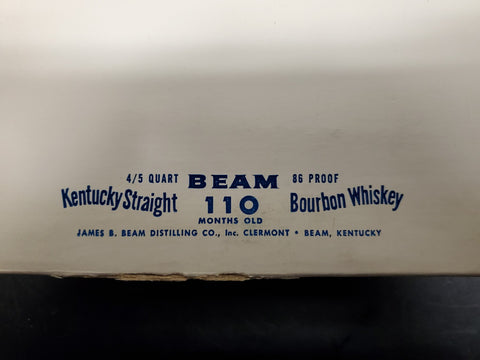 4/5 QUART BEAM 86 PROOF
Kentucky Straight 110 Bourbon Whiskey
MONTHS OLD
JAMES B. BEAM DISTILLING CO., Inc. CLERMONT • BEAM, KENTUCKY